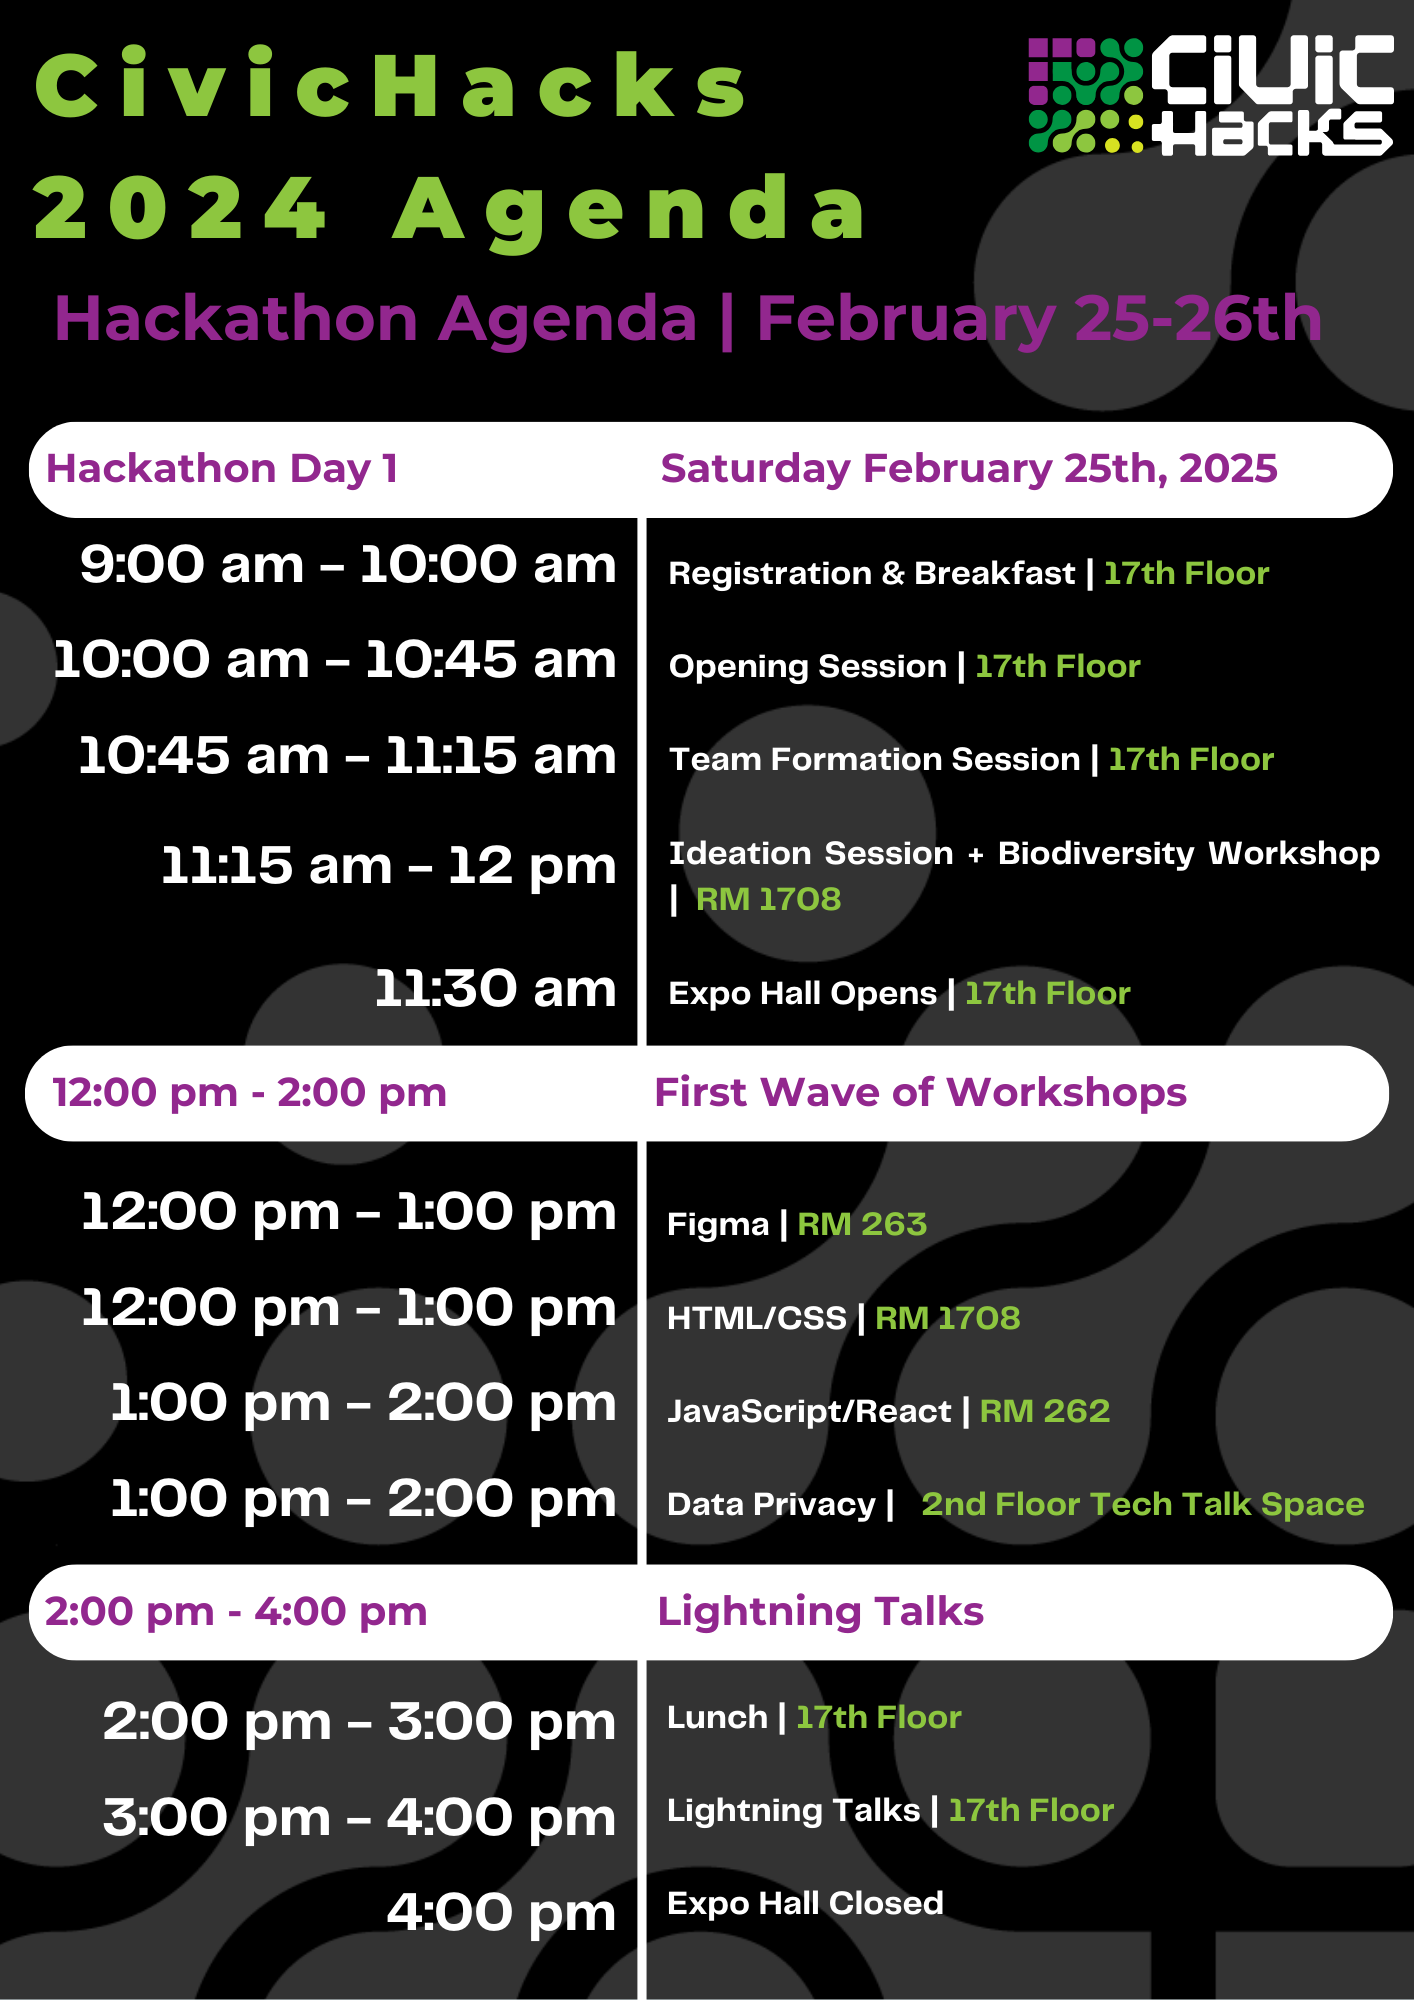 CivicHacks
2024 Agenda
CIVIC
HACKS
Hackathon Agenda | February 25-26th
Hackathon Day 1
Saturday February 25th, 2025
9:00 am - 10:00 am
Registration & Breakfast | 17th Floor
10:00 am - 10:45 am
Opening Session | 17th Floor
10:45 am - 11:15 am
Team Formation Session | 17th Floor
11:15 am - 12 pm
Ideation Session + Biodiversity Workshop
| RM 1708
11:30 am
Expo Hall Opens | 17th Floor
12:00 pm - 2:00 pm
First Wave of Workshops
12:00 pm - 1:00 pm
Figma | RM 263
12:00 pm - 1:00 pm
HTML/CSS | RM 1708
1:00 pm - 2:00 pm
JavaScript/React | RM 262
1:00 pm - 2:00 pm
Data Privacy | 2nd Floor Tech Talk Space
2:00 pm - 4:00 pm
Lightning Talks
2:00 pm - 3:00 pm
Lunch | 17th Floor
3:00 pm - 4:00 pm
Lightning Talks | 17th Floor
4:00 pm
Expo Hall Closed